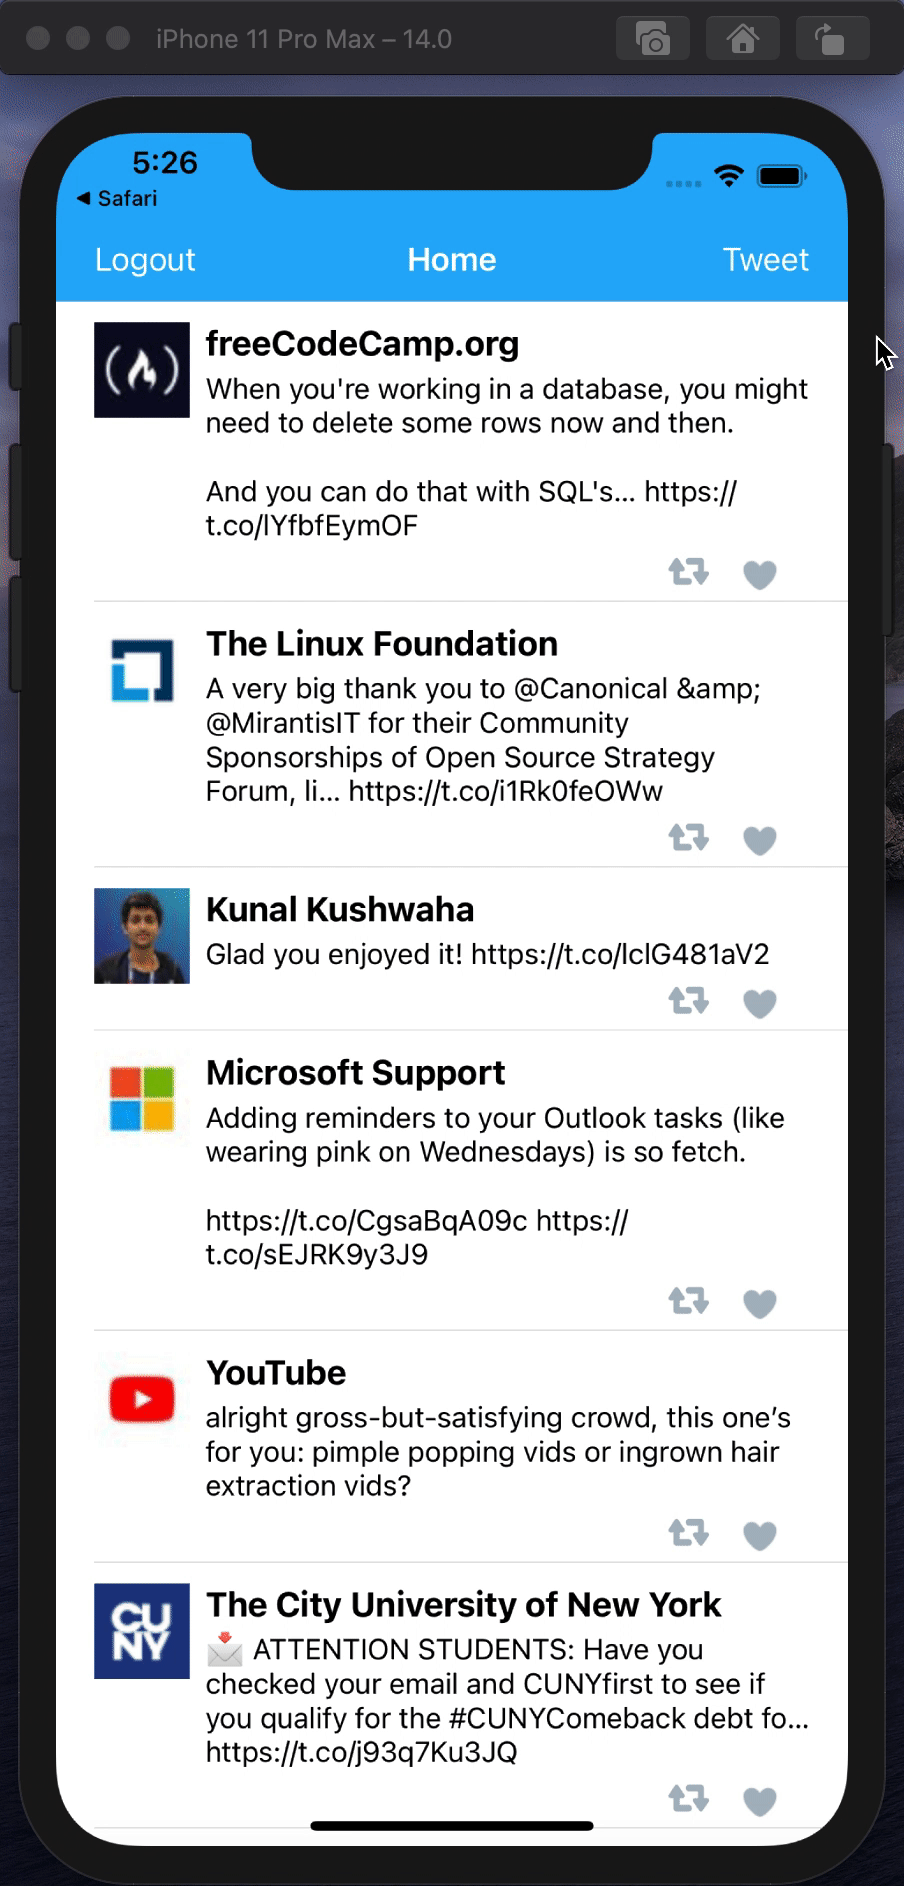 iPhone 11 Pro Max – 14.0
5:26
◀ Safari
Logout
Home
Tweet
freeCodeCamp.org
When you're working in a database, you might
need to delete some rows now and then.
And you can do that with SQL's... https://
t.co/lYfbfEymOF
The Linux Foundation
A very big thank you to @Canonical &amp;
@MirantisIT for their Community
Sponsorships of Open Source Strategy
Forum, li... https://t.co/i1Rk0feOWw
Kunal Kushwaha
Glad you enjoyed it! https://t.co/lclG481aV2
Microsoft Support
Adding reminders to your Outlook tasks (like
wearing pink on Wednesdays) is so fetch.
https://t.co/CgsaBqA09c https://
t.co/sEJRK9y3J9
YouTube
alright gross-but-satisfying crowd, this one’s
for you: pimple popping vids or ingrown hair
extraction vids?
CU
NY
The City University of New York
📩 ATTENTION STUDENTS: Have you
checked your email and CUNYfirst to see if
you qualify for the #CUNYComeback debt fo...
https://t.co/j93q7Ku3JQ